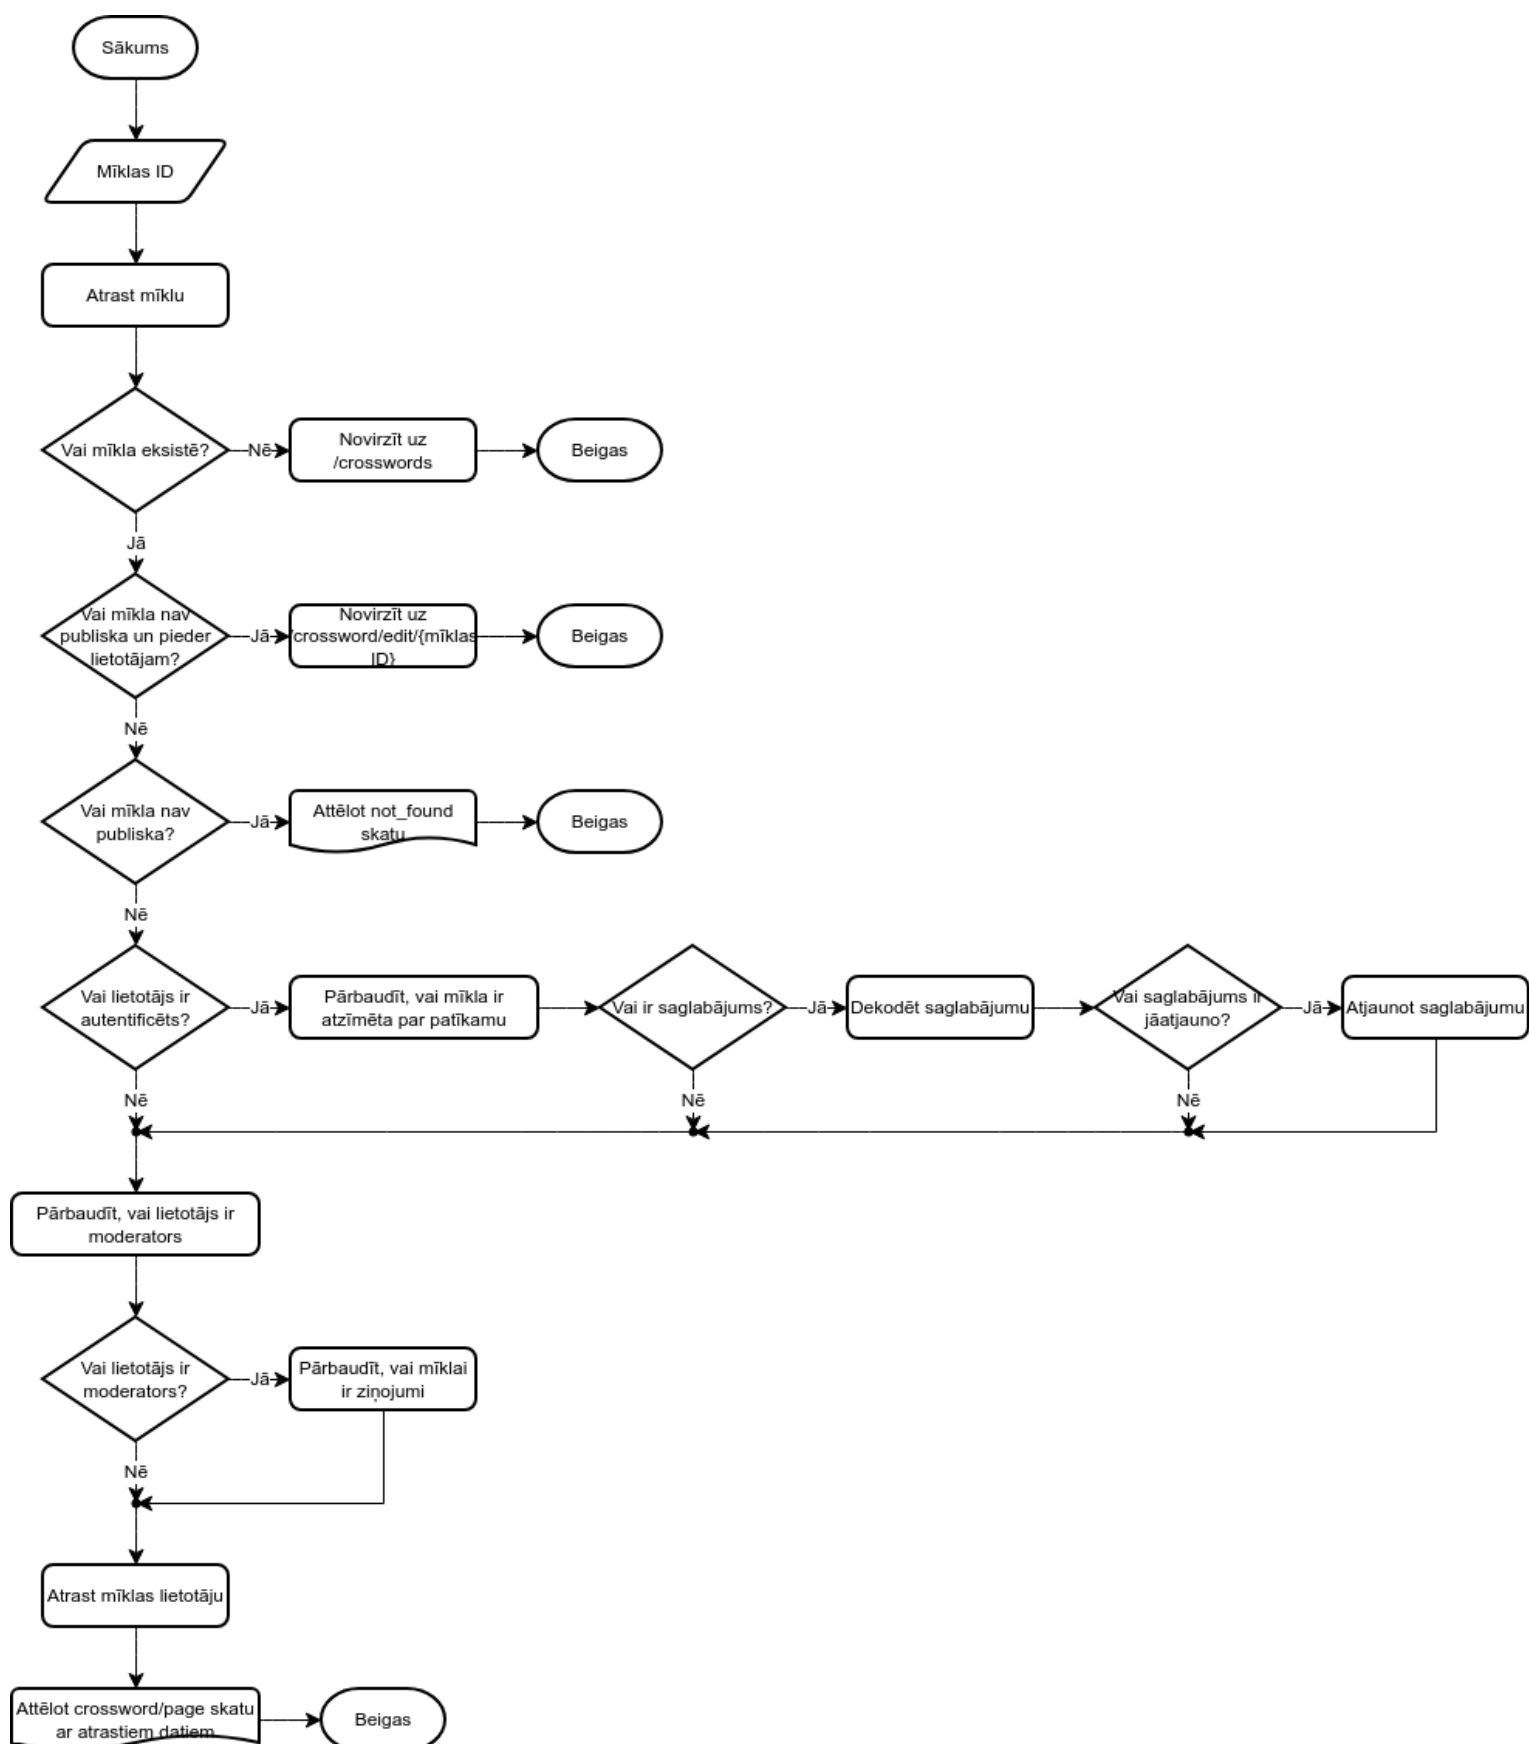 Sākums
Mīklas ID
Atrast mīklu
Vai mīkla eksistē?
Nē
Novirzīt uz
/crosswords
Beigas
Jā
Vai mīkla nav
publiska un pieder
lietotājam?
Jā
Novirzīt uz
/crossword/edit/{mīklas
ID}
Beigas
Nē
Vai mīkla nav
publiska?
Jā
Attēlot not_found
skatu
Beigas
Nē
Vai lietotājs ir
autentificēts?
Jā
Pārbaudīt, vai mīkla ir
atzīmēta par patīkamu
Vai ir saglabājums?
Jā
Dekodēt saglabājumu
Vai saglabājums ir
jāatjauno?
Jā
Atjaunot saglabājumu
Nē
Nē
Nē
Pārbaudīt, vai lietotājs ir
moderators
Vai lietotājs ir
moderators?
Jā
Pārbaudīt, vai mīklai
ir ziņojumi
Nē
Atrast mīklas lietotāju
Attēlot crossword/page skatu
ar atrastiem datiem
Beigas